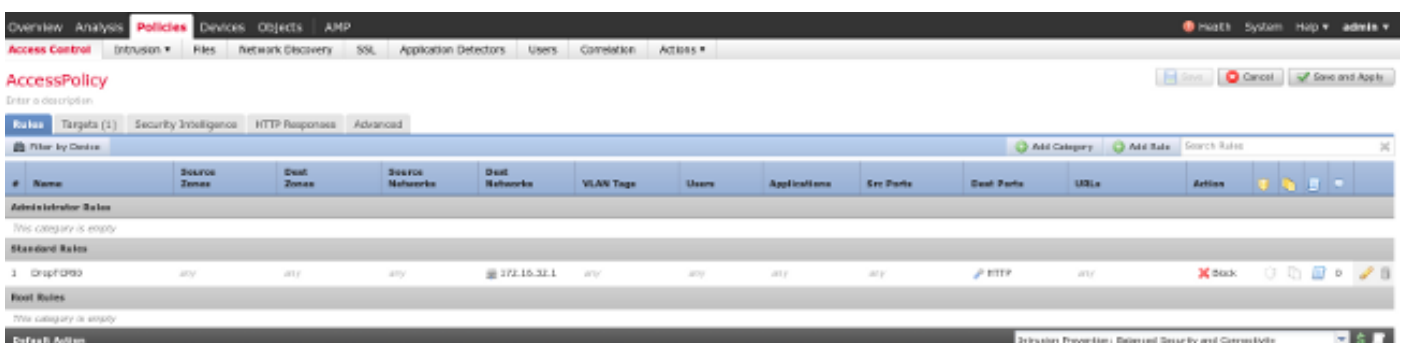 Overview Analysis Policies Devices Objects AMP Health System Help admin
Access Control Intrusion Files Network Discovery SSL Application Detectors Users Correlation Actions
AccessPolicy Save Cancel Save and Apply
Enter a description
Rules Targets (1) Security Intelligence HTTP Responses Advanced
Filter by Device Add Category Add Rule Search Rules
# Name Source Zones Dest Zones Source Networks Dest Networks VLAN Tags Users Applications Src Ports Dest Ports URLs Action
Administrator Rules
This category is empty
Standard Rules
1 any any any 172.16.32.1 any any any any HTTP any Block 0
Root Rules
This category is empty
Default Action Intrusion Prevention: Balanced Security and Connectivity